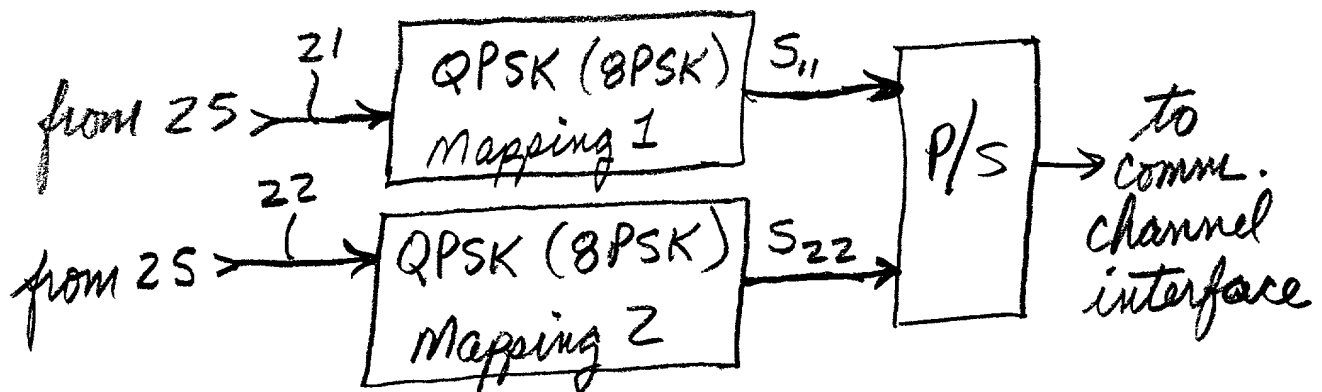 21
from 25
QPSK (8PSK)
Mapping 1
S11
P/S
to
comm.
channel
interface
22
from 25
QPSK (8PSK)
Mapping 2
S22